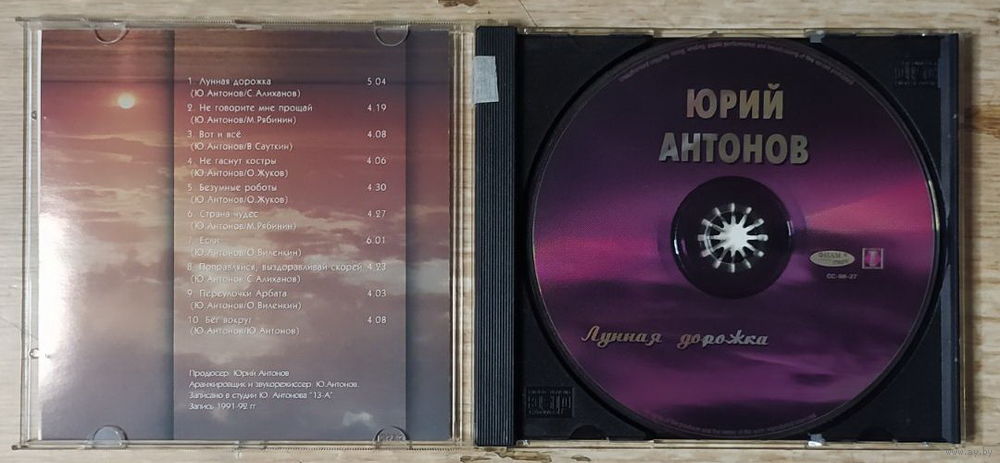 1. Лунная дорожка 5.04
(Ю.Антонов/С.Алиханов)
2. Не говорите мне прощай 4.19
(Ю.Антонов/М.Рябинин)
3. Вот и всё 4.08
(Ю.Антонов/В.Сауткин)
4. Не гаснут костры 4.06
(Ю.Антонов/О.Жуков)
5. Безумные роботы 4.30
(Ю.Антонов/О.Жуков)
6. Страна чудес 4.27
(Ю.Антонов/М.Рябинин)
7. Если 6.01
(Ю.Антонов/О.Виленкин)
8. Поправляйся, выздоравливай скорей 4.23
(Ю.Антонов/С.Алиханов)
9. Переулочки Арбата 4.03
(Ю.Антонов/О.Виленкин)
10. Бег вокруг 4.08
(Ю.Антонов/Ю.Антонов)
Продюсер: Юрий Антонов
Аранжировщик и звукорежиссер: Ю.Антонов.
Записано в студии Ю. Антонова "13-А".
Запись 1991-92 гг.
ЮРИЙ
АНТОНОВ
Лунная дорожка
www.ay.by